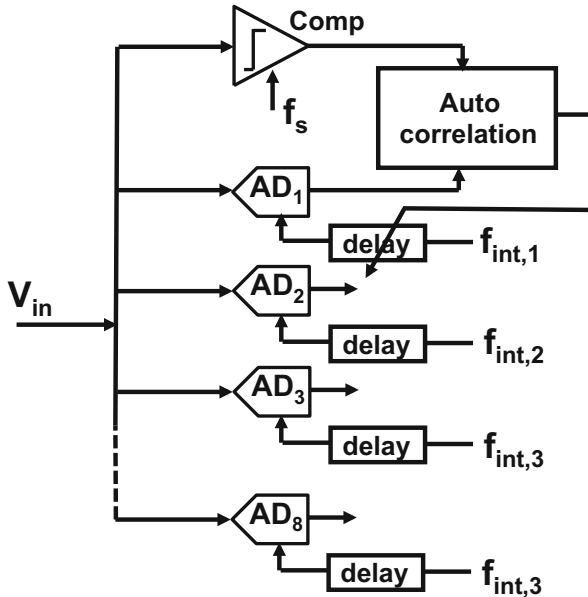 Comp
f_s
Auto
correlation
AD_1
delay
f_int,1
V_in
AD_2
delay
f_int,2
AD_3
delay
f_int,3
AD_8
delay
f_int,3